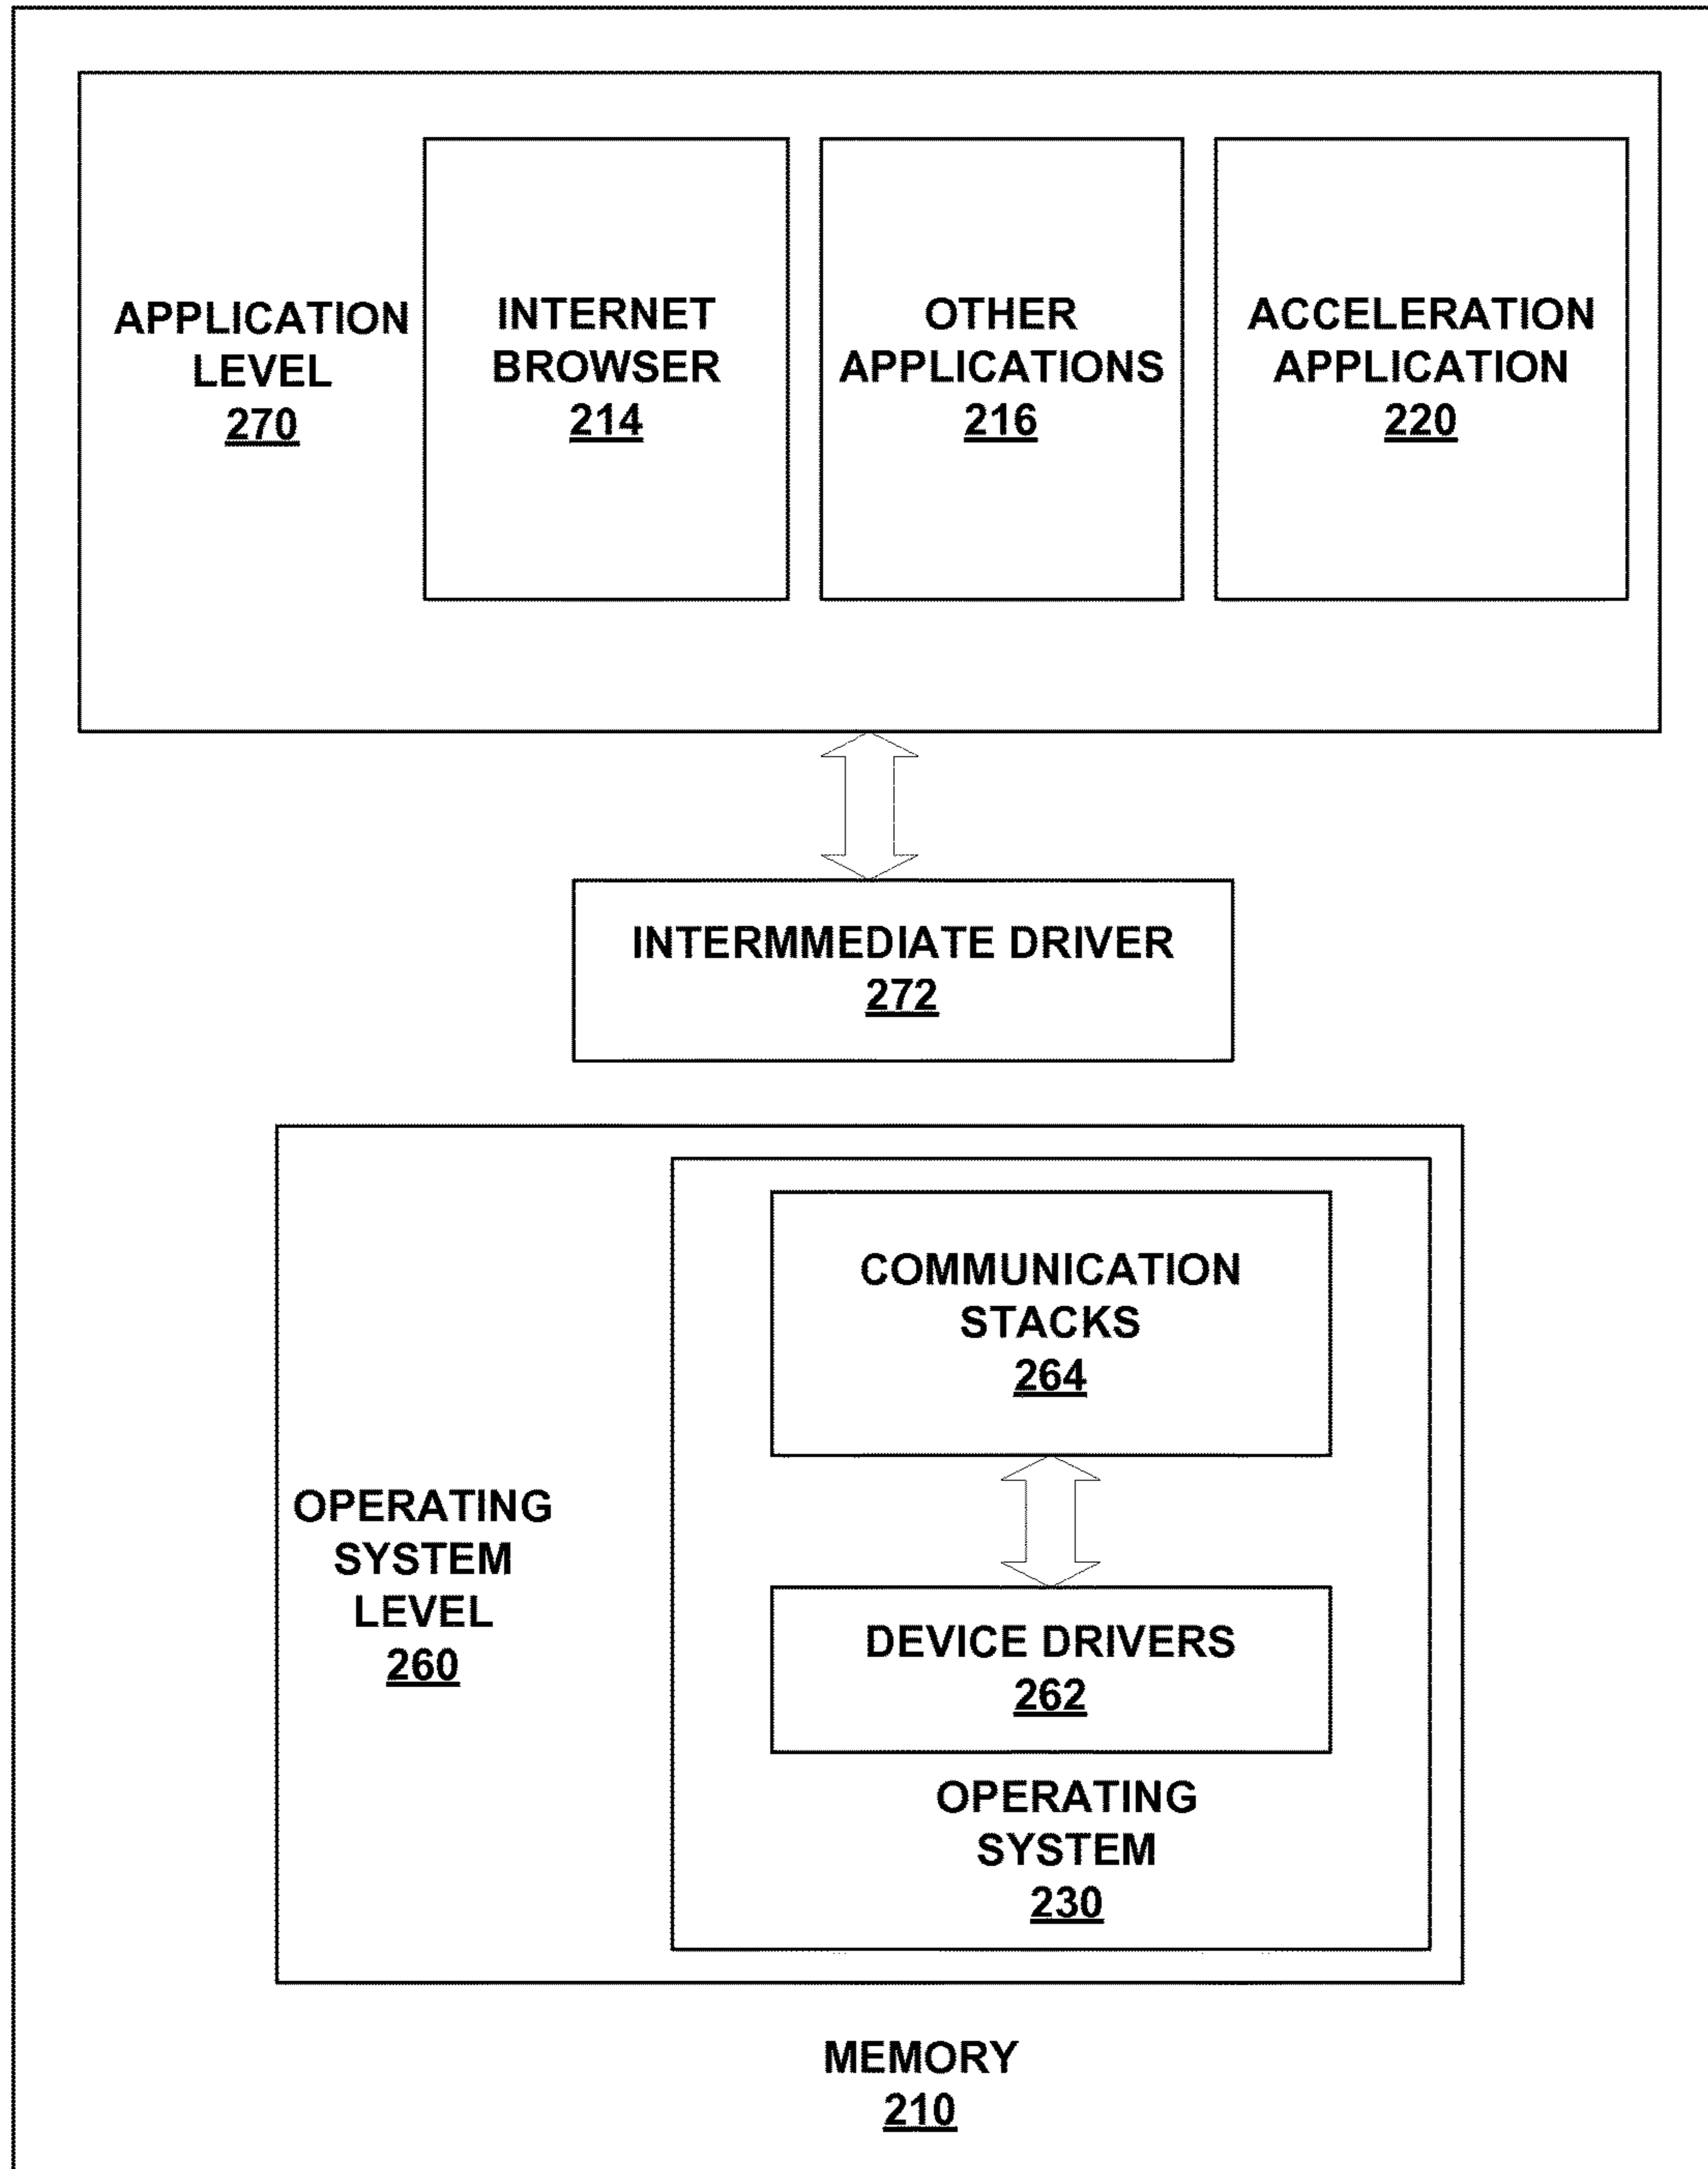 APPLICATION
LEVEL
270
INTERNET
BROWSER
214
OTHER
APPLICATIONS
216
ACCELERATION
APPLICATION
220
INTERMMEDIATE DRIVER
272
COMMUNICATION
STACKS
264
OPERATING
SYSTEM
LEVEL
260
DEVICE DRIVERS
262
OPERATING
SYSTEM
230
MEMORY
210